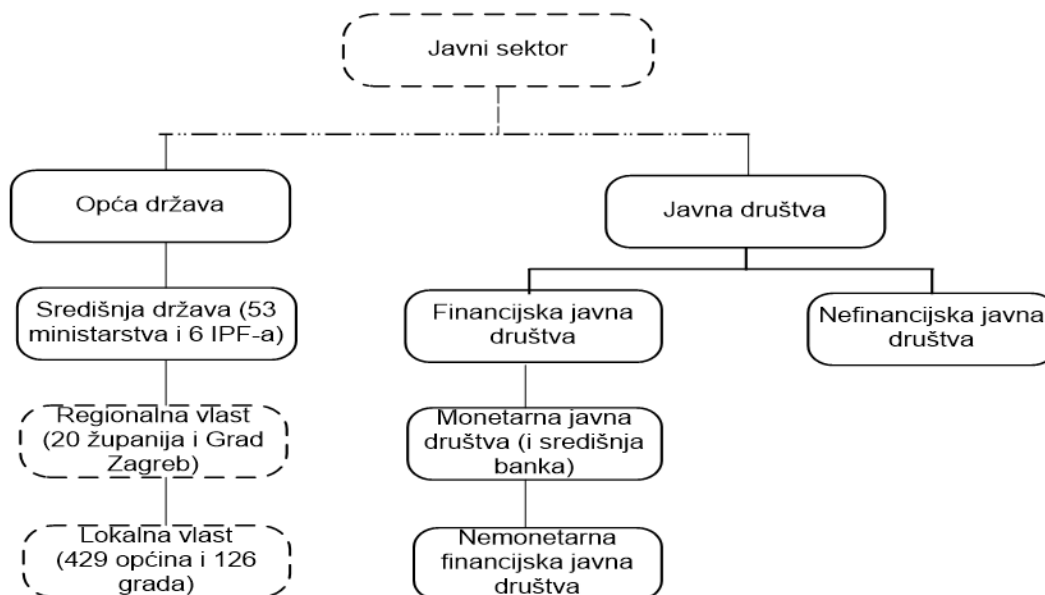 Javni sektor
Opća država
Javna društva
Središnja država (53
ministarstva i 6 IPF-a)
Financijska javna
društva
Nefinancijska javna
društva
Regionalna vlast
(20 županija i Grad
Zagreb)
Monetarna javna
društva (i središnja
banka)
Lokalna vlast
(429 općina i 126
grada)
Nemonetarna
financijska javna
društva